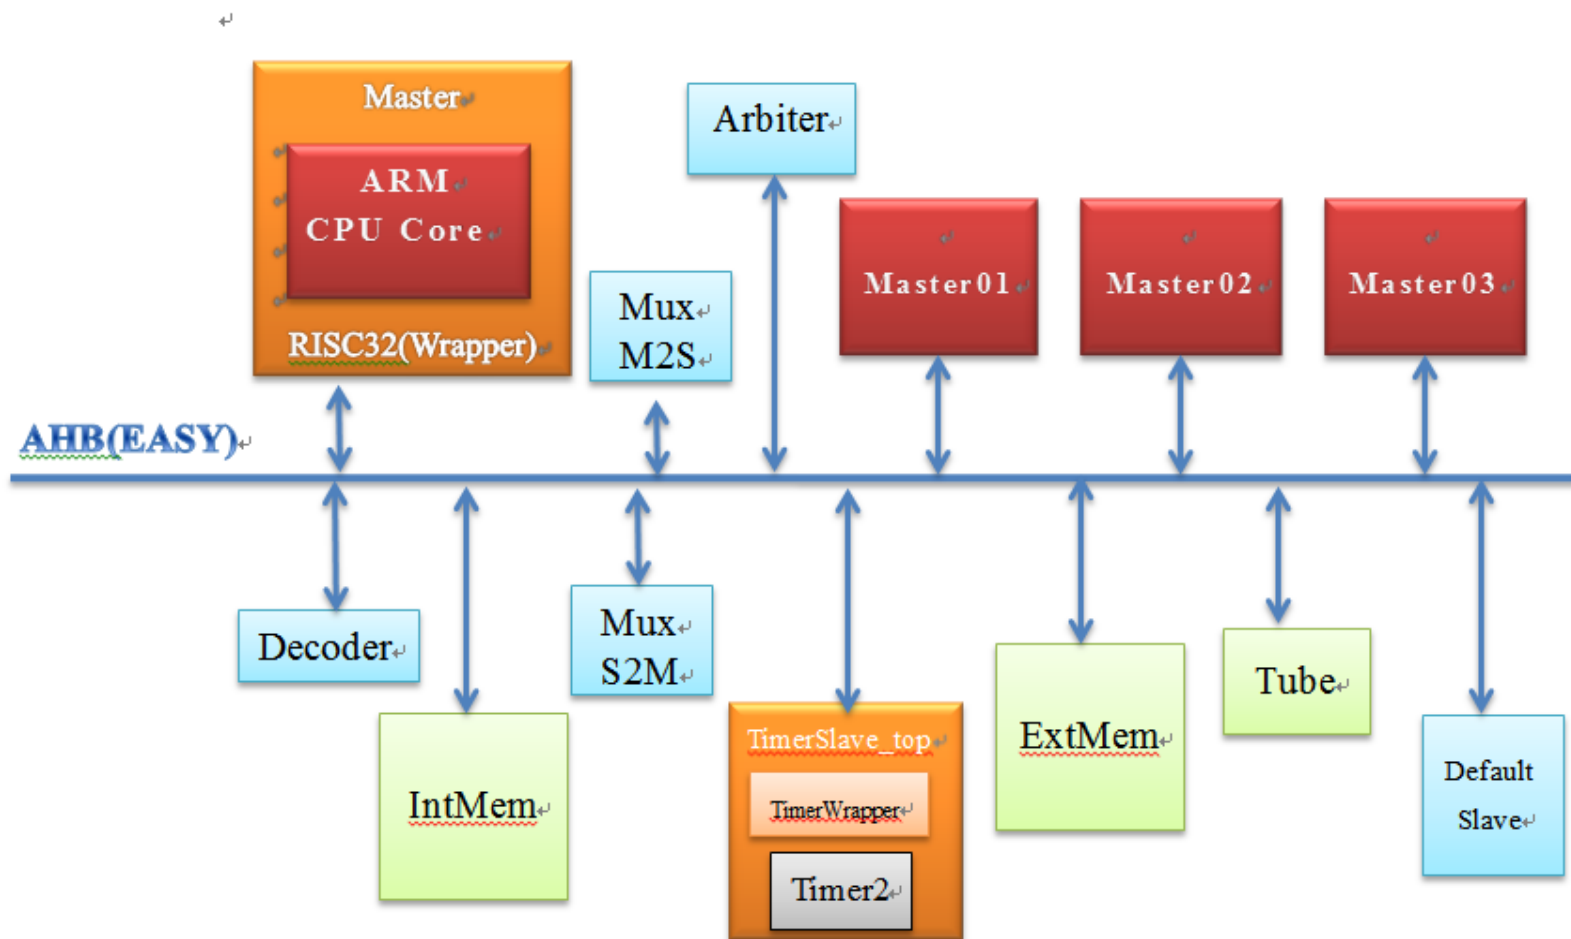 Master
ARM
CPU Core
RISC32(Wrapper)
Arbiter
Mux
M2S
Master01
Master02
Master03
AHB(EASY)
Decoder
Mux
S2M
IntMem
TimerSlave_top
TimerWrapper
Timer2
ExtMem
Tube
Default
Slave